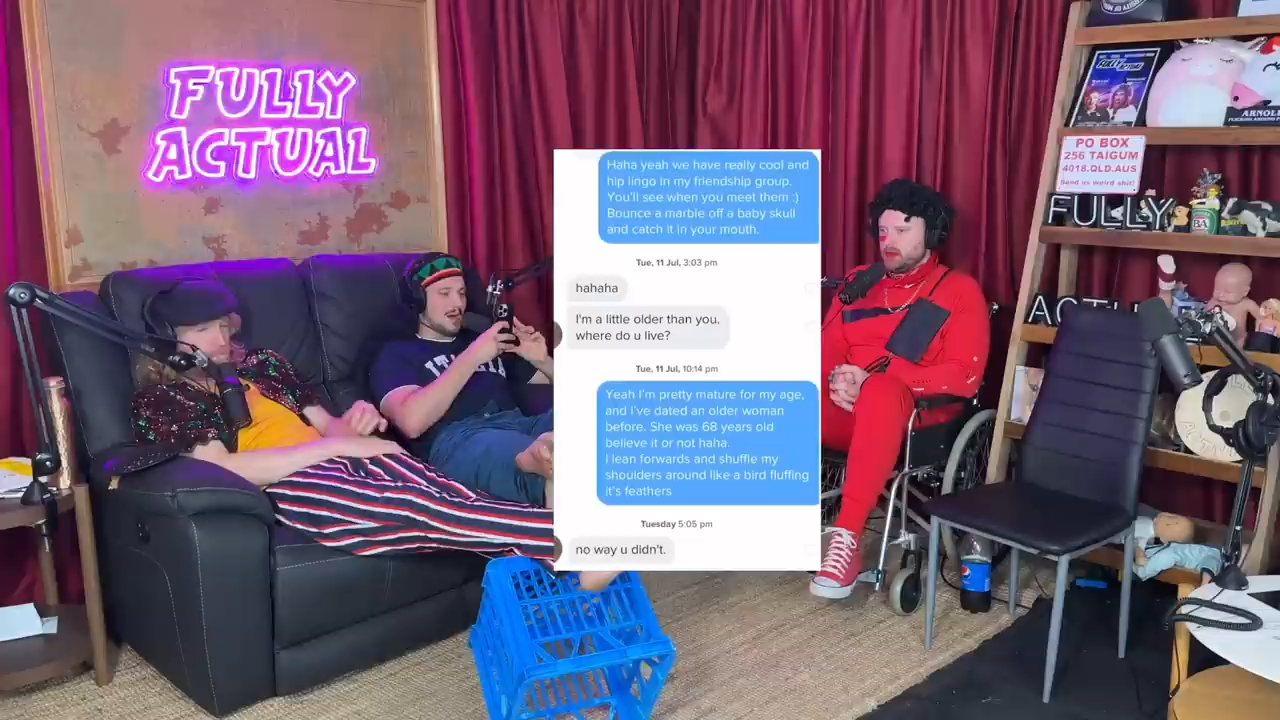 FULLY
ACTUAL
Haha yeah we have really cool and
hip lingo in my friendship group.
You'll see when you meet them :)
Bounce a marble off a baby skull
and catch it in your mouth.
Tue, 11 Jul, 3:03 pm
hahaha
I'm a little older than you.
where do u live?
Tue, 11 Jul, 10:14 pm
Yeah I'm pretty mature for my age,
and I've dated an older woman
before. She was 68 years old
believe it or not haha.
I lean forwards and shuffle my
shoulders around like a bird fluffing
it's feathers
Tuesday 5:05 pm
no way u didn't.
PO BOX
256 TAIGUM
4018.QLD.AUS
Send us weird shit!
FULLY
ARNOL